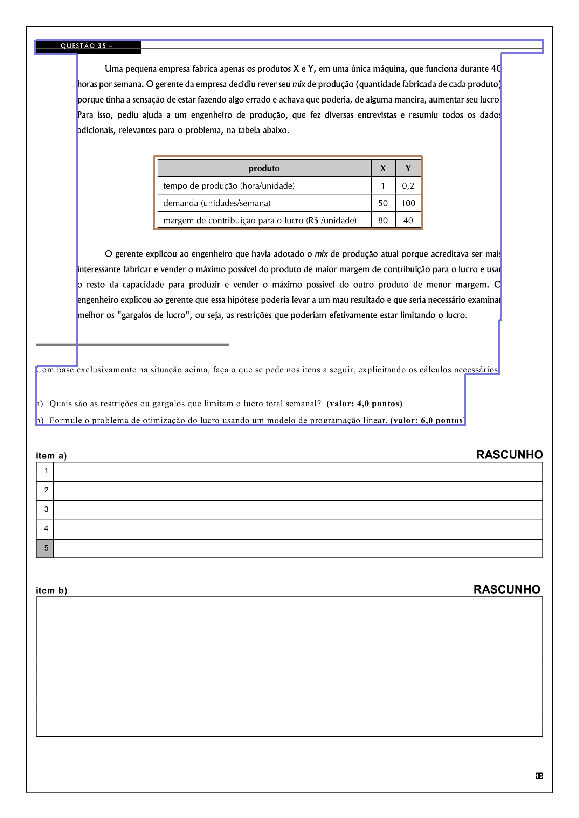 QUESTÃO 35 –
Uma pequena empresa fabrica apenas os produtos X e Y, em uma única máquina, que funciona durante 40
horas por semana. O gerente da empresa decidiu rever seu mix de produção (quantidade fabricada de cada produto)
porque tinha a sensação de estar fazendo algo errado e achava que poderia, de alguma maneira, aumentar seu lucro.
Para isso, pediu ajuda a um engenheiro de produção, que fez diversas entrevistas e resumiu todos os dados
adicionais, relevantes para o problema, na tabela abaixo.
produto X Y
tempo de produção (hora/unidade) 1 0,2
demanda (unidades/semana) 50 100
margem de contribuição para o lucro (R$ /unidade) 80 40
O gerente explicou ao engenheiro que havia adotado o mix de produção atual porque acreditava ser mais
interessante fabricar e vender o máximo possível do produto de maior margem de contribuição para o lucro e usar
o resto da capacidade para produzir e vender o máximo possível do outro produto de menor margem. O
engenheiro explicou ao gerente que essa hipótese poderia levar a um mau resultado e que seria necessário examinar
melhor os "gargalos de lucro", ou seja, as restrições que poderiam efetivamente estar limitando o lucro.
Com base exclusivamente na situação acima, faça o que se pede nos itens a seguir, explicitando os cálculos necessários.
a) Quais são as restrições ou gargalos que limitam o lucro total semanal? (valor: 4,0 pontos)
b) Formule o problema de otimização do lucro usando um modelo de programação linear. (valor: 6,0 pontos)
item a) RASCUNHO
1
2
3
4
5
item b) RASCUNHO